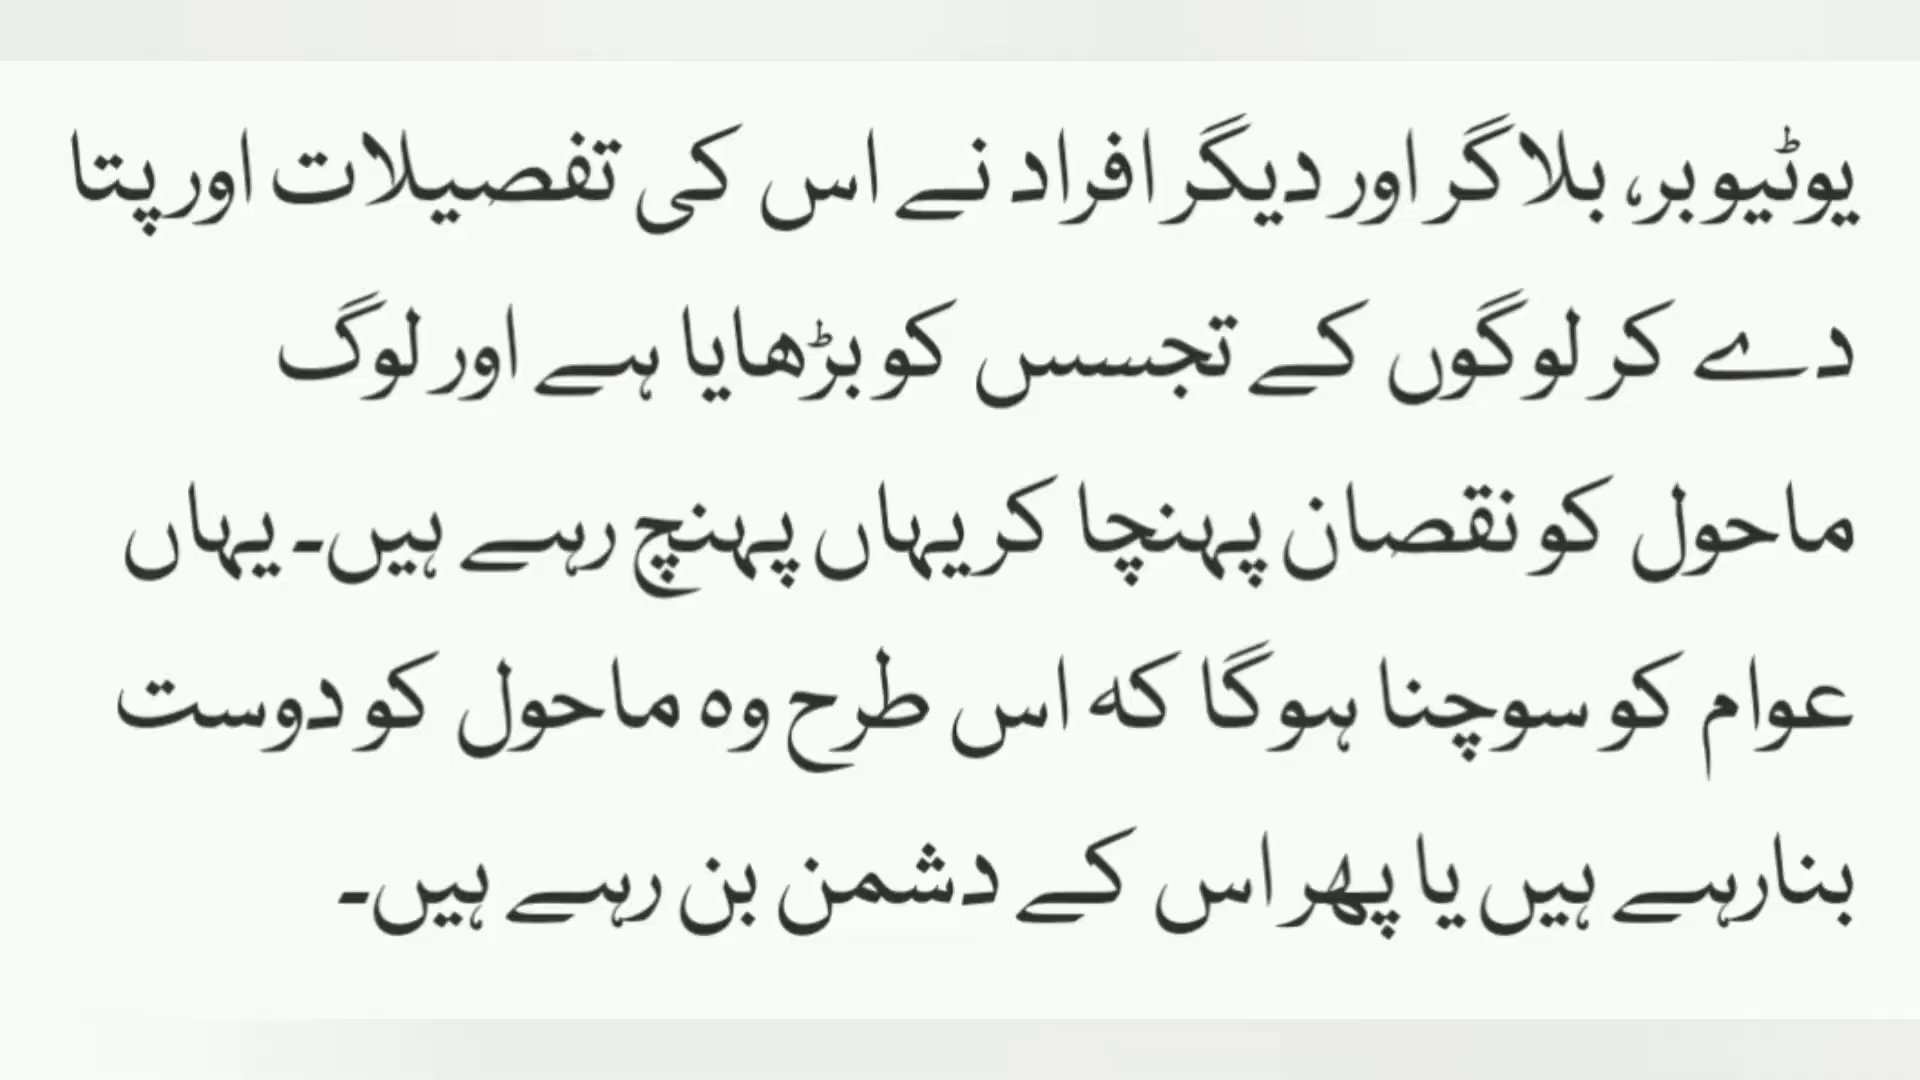 یوٹیوبر، بلاگر اور دیگر افراد نے اس کی تفصیلات اور پتا
دے کر لوگوں کے تجسس کو بڑھایا ہے اور لوگ
ماحول کو نقصان پہنچا کر یہاں پہنچ رہے ہیں۔ یہاں
عوام کو سوچنا ہوگا کہ اس طرح وہ ماحول کو دوست
بنارہے ہیں یا پھر اس کے دشمن بن رہے ہیں۔